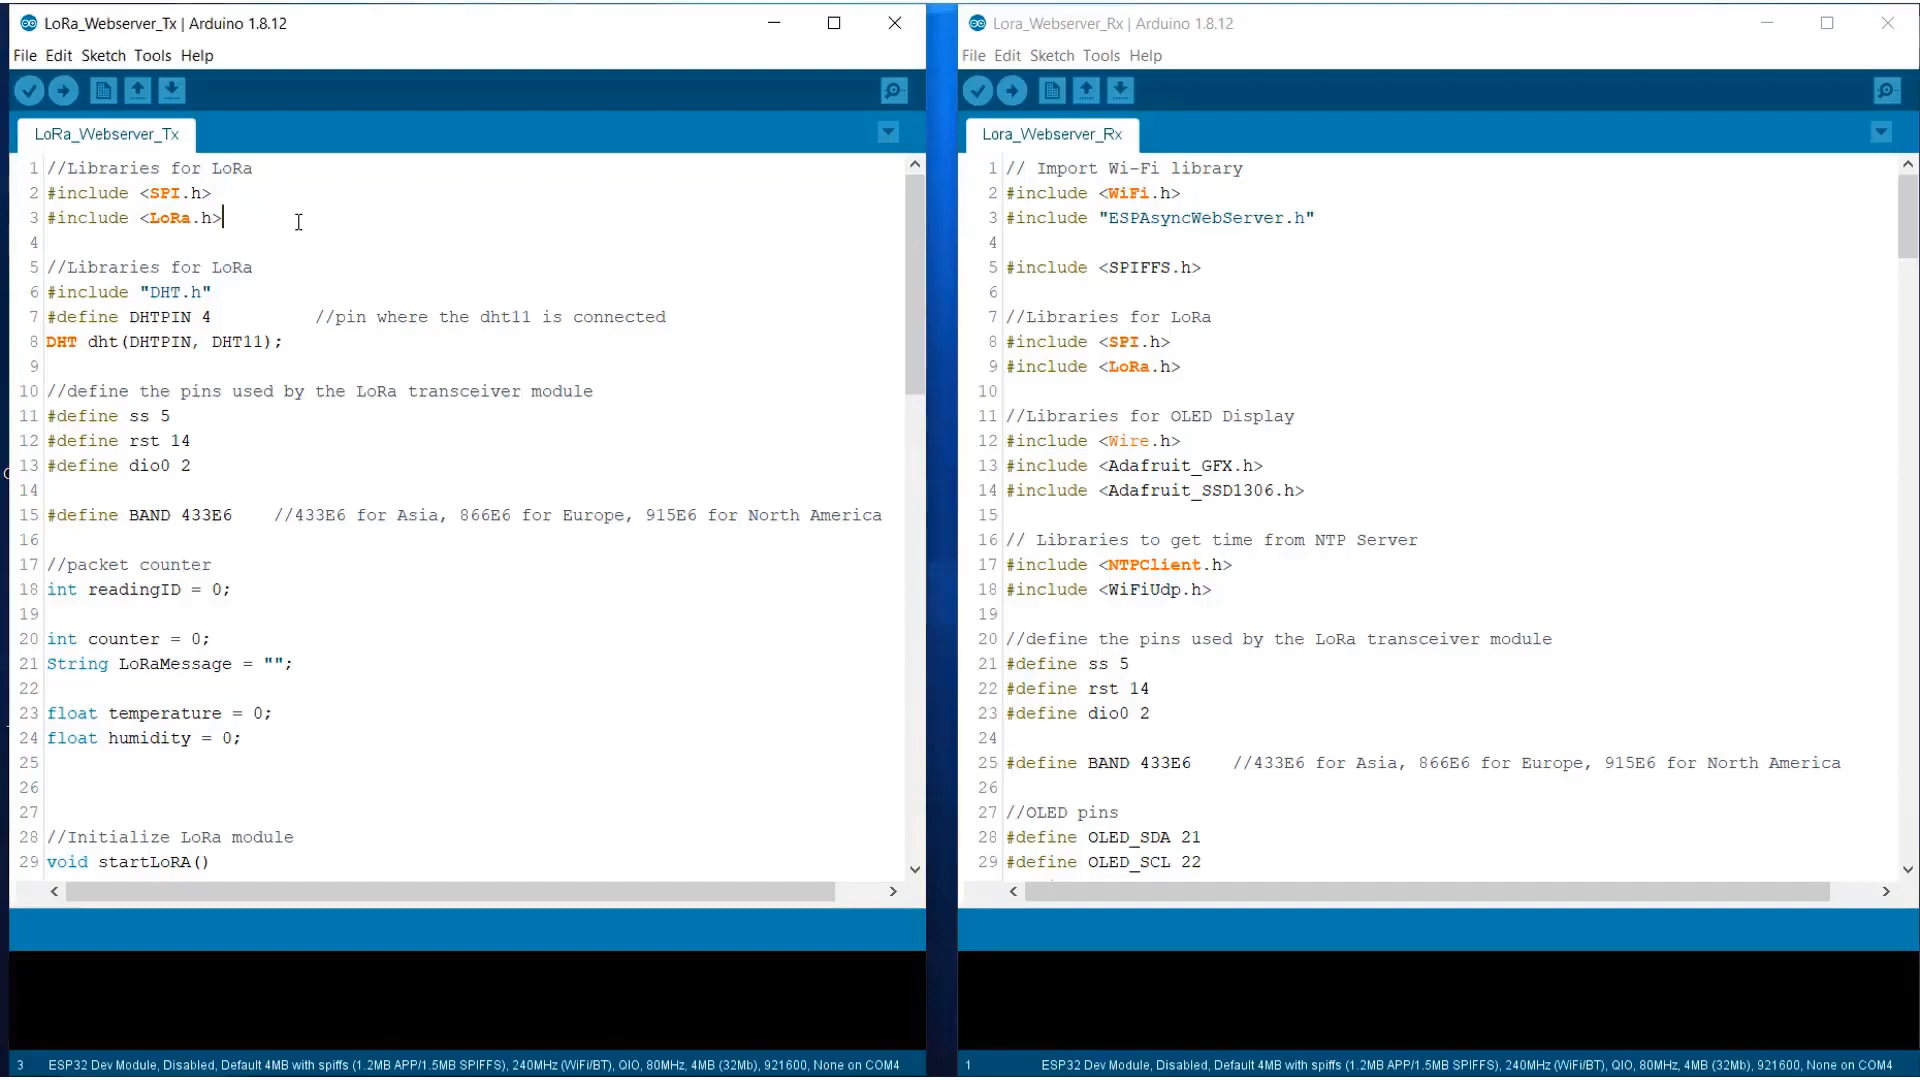 LoRa_Webserver_Tx | Arduino 1.8.12
File Edit Sketch Tools Help
LoRa_Webserver_Tx
1 //Libraries for LoRa
2 #include <SPI.h>
3 #include <LoRa.h>
4
5 //Libraries for LoRa
6 #include "DHT.h"
7 #define DHTPIN 4 //pin where the dht11 is connected
8 DHT dht(DHTPIN, DHT11);
9
10 //define the pins used by the LoRa transceiver module
11 #define ss 5
12 #define rst 14
13 #define dio0 2
14
15 #define BAND 433E6 //433E6 for Asia, 866E6 for Europe, 915E6 for North America
16
17 //packet counter
18 int readingID = 0;
19
20 int counter = 0;
21 String LoRaMessage = "";
22
23 float temperature = 0;
24 float humidity = 0;
25
26
27
28 //Initialize LoRa module
29 void startLoRA()
3 ESP32 Dev Module, Disabled, Default 4MB with spiffs (1.2MB APP/1.5MB SPIFFS), 240MHz (WiFi/BT), QIO, 80MHz, 4MB (32Mb), 921600, None on COM4
Lora_Webserver_Rx | Arduino 1.8.12
File Edit Sketch Tools Help
Lora_Webserver_Rx
1 // Import Wi-Fi library
2 #include <WiFi.h>
3 #include "ESPAsyncWebServer.h"
4
5 #include <SPIFFS.h>
6
7 //Libraries for LoRa
8 #include <SPI.h>
9 #include <LoRa.h>
10
11 //Libraries for OLED Display
12 #include <Wire.h>
13 #include <Adafruit_GFX.h>
14 #include <Adafruit_SSD1306.h>
15
16 // Libraries to get time from NTP Server
17 #include <NTPClient.h>
18 #include <WiFiUdp.h>
19
20 //define the pins used by the LoRa transceiver module
21 #define ss 5
22 #define rst 14
23 #define dio0 2
24
25 #define BAND 433E6 //433E6 for Asia, 866E6 for Europe, 915E6 for North America
26
27 //OLED pins
28 #define OLED_SDA 21
29 #define OLED_SCL 22
1 ESP32 Dev Module, Disabled, Default 4MB with spiffs (1.2MB APP/1.5MB SPIFFS), 240MHz (WiFi/BT), QIO, 80MHz, 4MB (32Mb), 921600, None on COM4